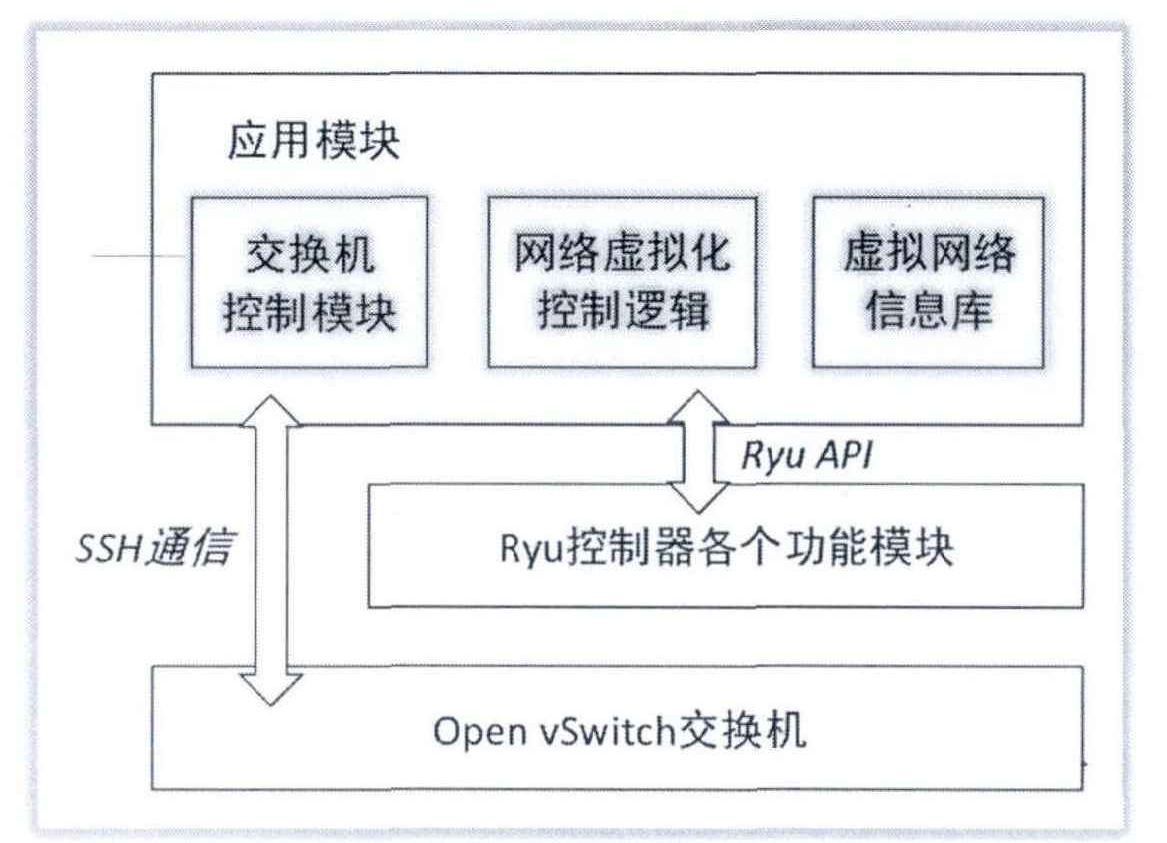 应用模块
交换机
控制模块
网络虚拟化
控制逻辑
虚拟网络
信息库
Ryu API
SSH通信
Ryu控制器各个功能模块
Open vSwitch交换机